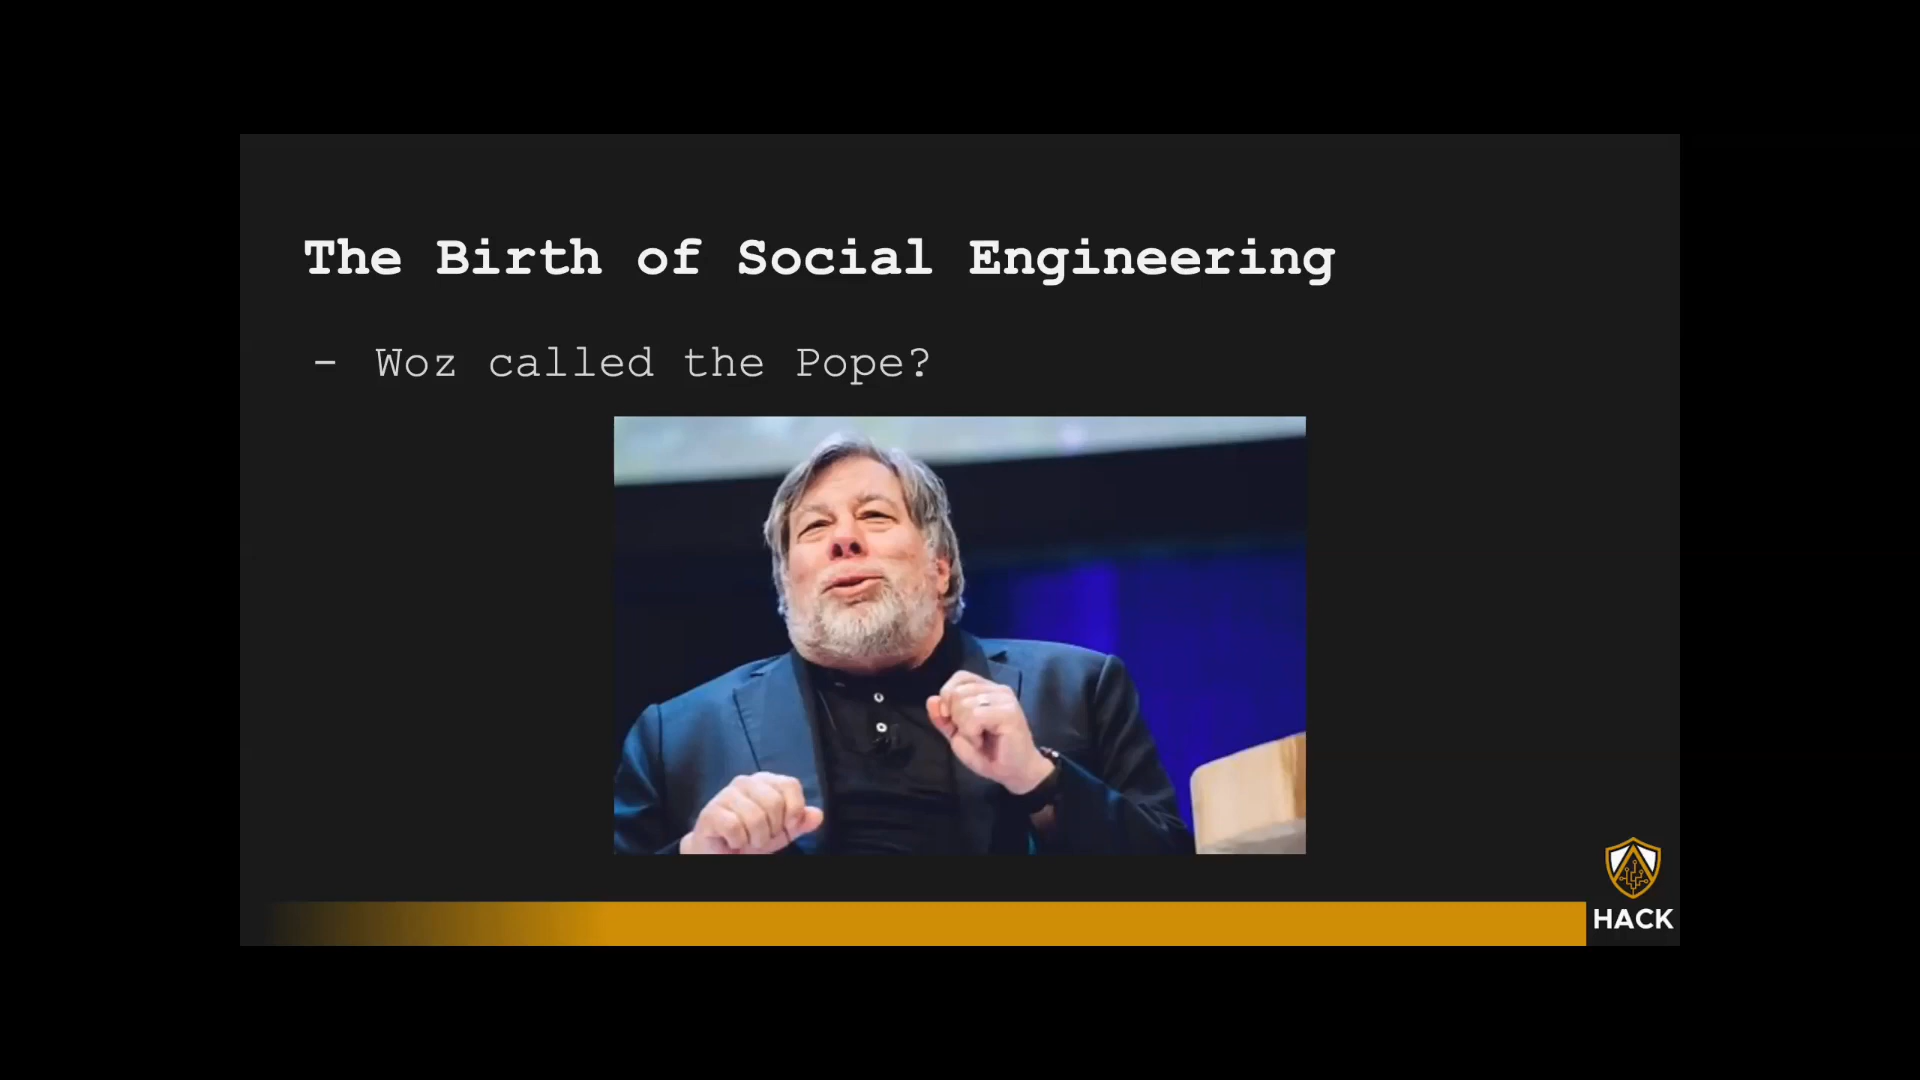 The Birth of Social Engineering
- Woz called the Pope?
HACK